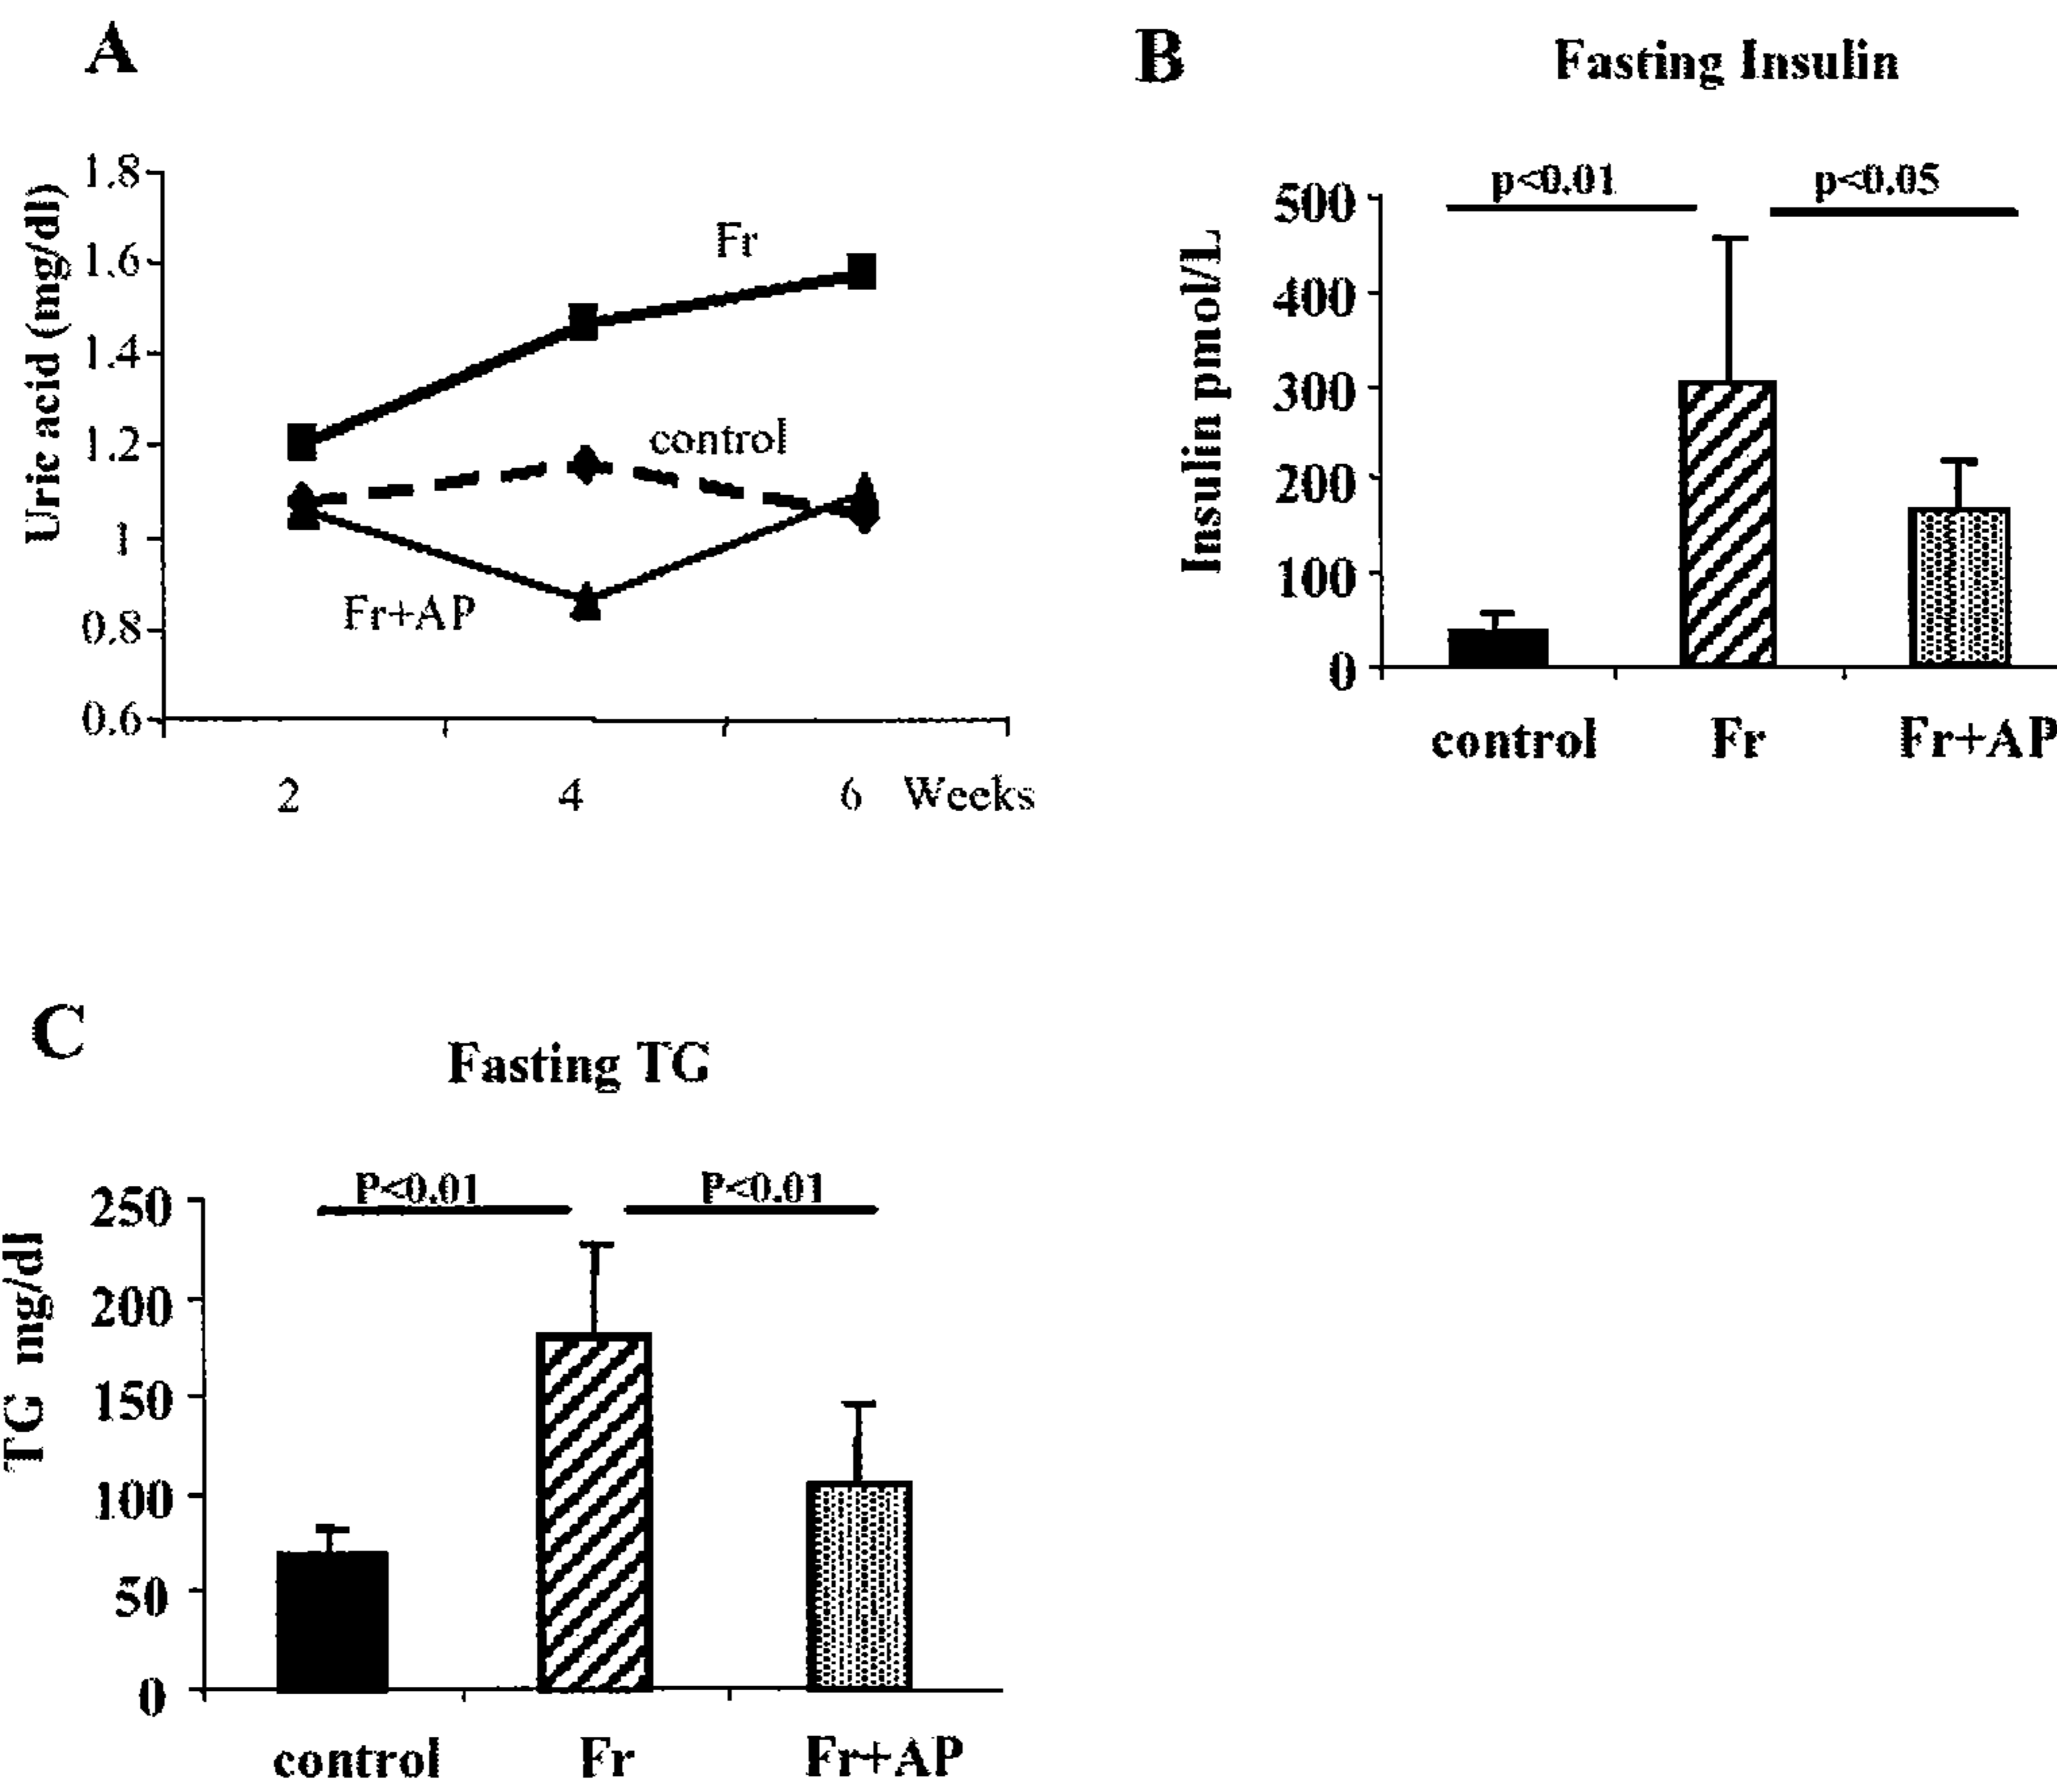 A
Uric acid (mg/dl)
1.8
1.6
1.4
1.2
1
0.8
0.6
Fr
control
Fr+AP
2 4 6 Weeks
B
Fasting Insulin
Insulin pmol/L
p<0.01 p<0.05
500
400
300
200
100
0
control Fr Fr+AP
C
Fasting TG
TG mg/dl
P<0.01 P<0.01
250
200
150
100
50
0
control Fr Fr+AP